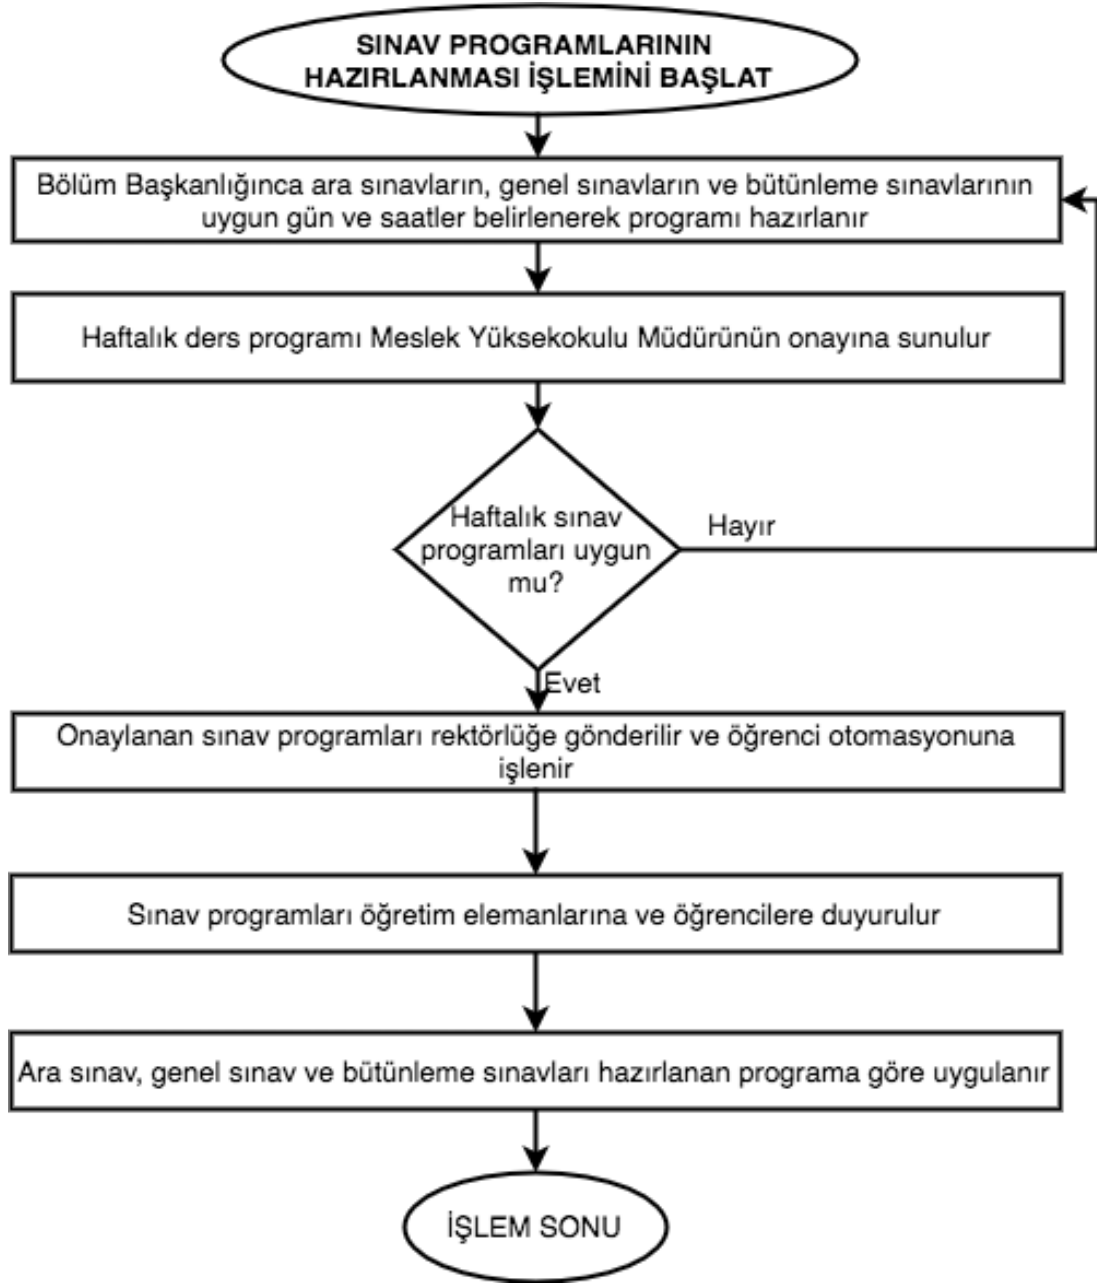 SINAV PROGRAMLARININ
HAZIRLANMASI İŞLEMİNİ BAŞLAT
Bölüm Başkanlığınca ara sınavların, genel sınavların ve bütünleme sınavlarının
uygun gün ve saatler belirlenerek programı hazırlanır
Haftalık ders programı Meslek Yüksekokulu Müdürünün onayına sunulur
Haftalık sınav
programları uygun
mu?
Hayır
Evet
Onaylanan sınav programları rektörlüğe gönderilir ve öğrenci otomasyonuna
işlenir
Sınav programları öğretim elemanlarına ve öğrencilere duyurulur
Ara sınav, genel sınav ve bütünleme sınavları hazırlanan programa göre uygulanır
İŞLEM SONU